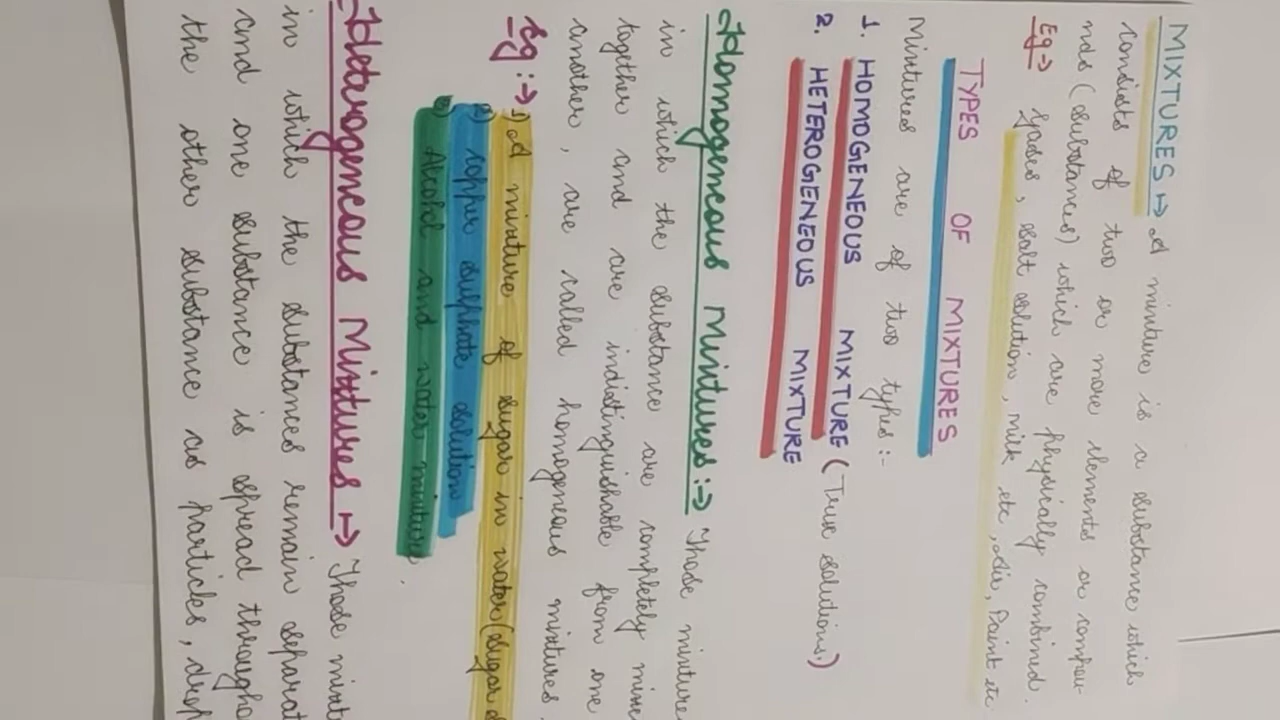 MIXTURES → A mixture is a substance which
consists of two or more elements or compou-
nds (substances) which are physically combined.
Eg → gases, salt solution, milk etc, air, Paint etc
TYPES OF MIXTURES
Mixtures are of two types:-
1. HOMOGENEOUS MIXTURE (True solutions.)
2. HETEROGENEOUS MIXTURE
Homogeneous Mixtures:→ Those mixture
in which the substance are completely mixe
together and are indistinguishable from one
another, are called homogeneous mixtures.
Eg:→ 1) A mixture of sugar in water (sugar s
2) copper sulphate solution
3) Alcohol and water mixture.
Heterogeneous Mixtures → Those mixt
in which the substances remain separat
and one substance is spread througho
the other substance as particles, drop